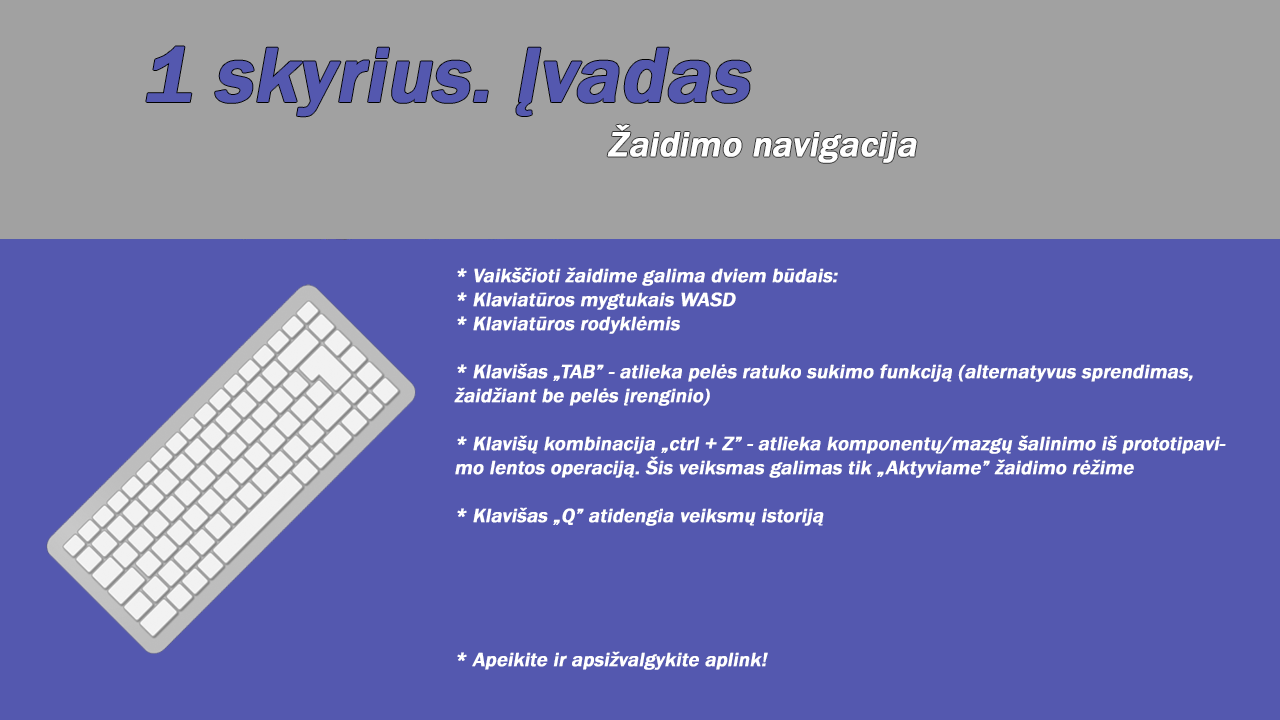 1 skyrius. Įvadas
Žaidimo navigacija
* Vaikščioti žaidime galima dviem būdais:
* Klaviatūros mygtukais WASD
* Klaviatūros rodyklėmis
* Klavišas „TAB” - atlieka pelės ratuko sukimo funkciją (alternatyvus sprendimas,
žaidžiant be pelės įrenginio)
* Klavišų kombinacija „ctrl + Z” - atlieka komponentų/mazgų šalinimo iš prototipavi-
mo lentos operaciją. Šis veiksmas galimas tik „Aktyviame” žaidimo rėžime
* Klavišas „Q” atidengia veiksmų istoriją
* Apeikite ir apsižvalgykite aplink!